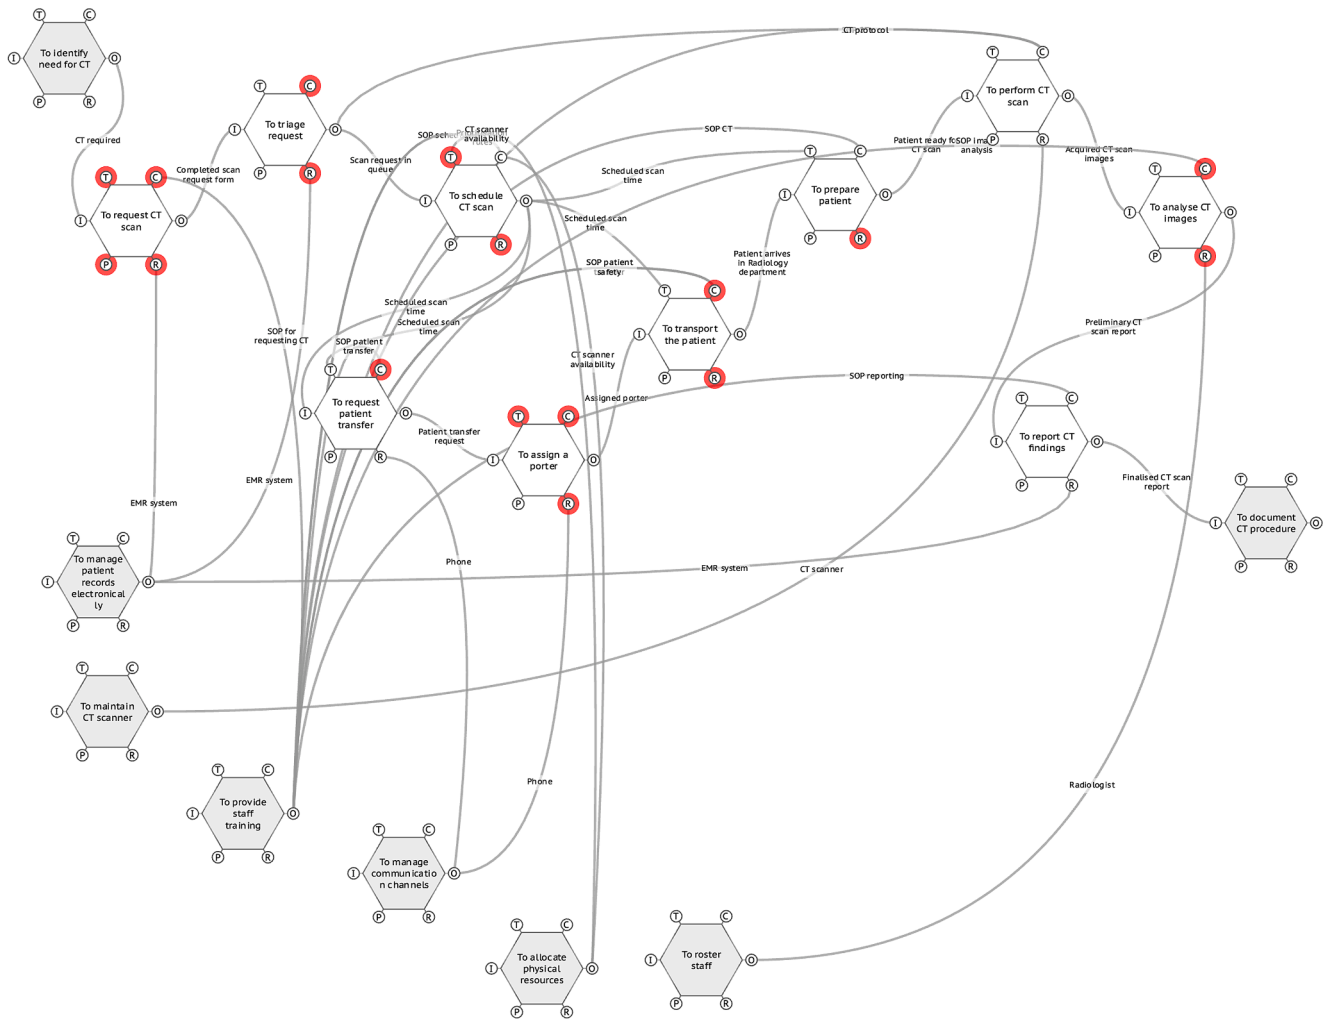 To identify
need for CT
CT required
To request CT
scan
Completed scan
request form
To triage
request
Scan request in
queue
CT scanner
availability
To schedule
CT scan
CT protocol
SOP CT
Scheduled scan
time
Scheduled scan
time
To prepare
patient
Patient ready for
CT scan
SOP image
analysis
To perform CT
scan
Acquired CT scan
images
To analyse CT
images
SOP patient
safety
Patient arrives
in Radiology
department
To transport
the patient
Scheduled scan
time
Scheduled scan
time
SOP for
requesting CT
SOP patient
transfer
To request
patient
transfer
CT scanner
availability
Assigned porter
Patient transfer
request
To assign a
porter
SOP reporting
Preliminary CT
scan report
To report CT
findings
Finalised CT scan
report
To document
CT procedure
EMR system
EMR system
EMR system
To manage
patient
records
electronical
ly
Phone
CT scanner
To maintain
CT scanner
To provide
staff
training
Phone
Radiologist
To manage
communicatio
n channels
To allocate
physical
resources
To roster
staff